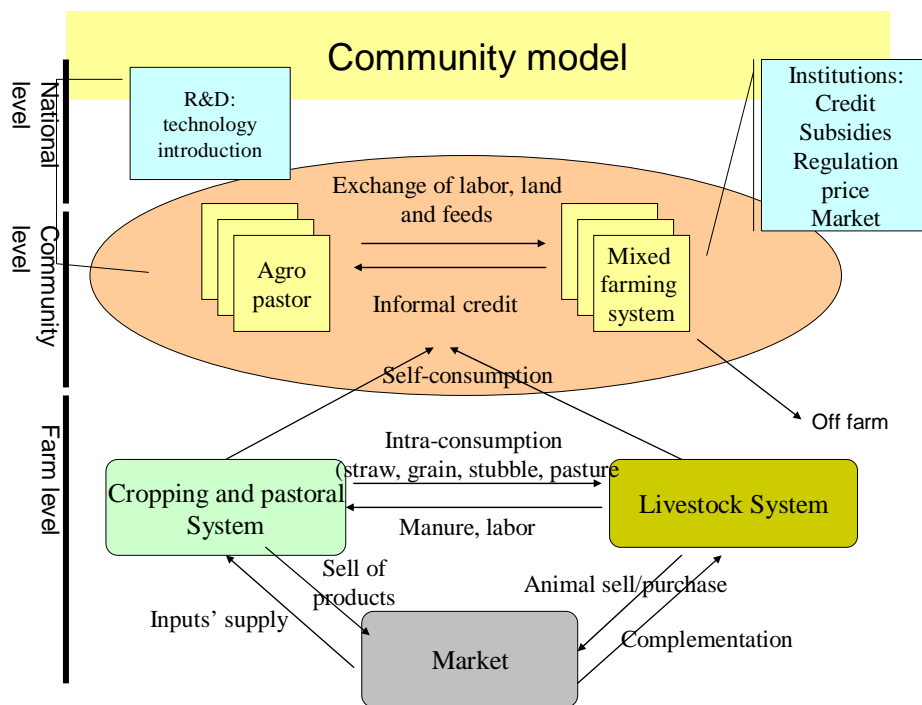 Community model
National
level
R&D:
technology
introduction
Institutions:
Credit
Subsidies
Regulation
price
Market
Community
level
Exchange of labor, land
and feeds
Agro
pastor
Mixed
farming
system
Informal credit
Self-consumption
Off farm
Farm level
Intra-consumption
(straw, grain, stubble, pasture
Cropping and pastoral
System
Livestock System
Manure, labor
Sell of
products
Animal sell/purchase
Inputs' supply
Complementation
Market